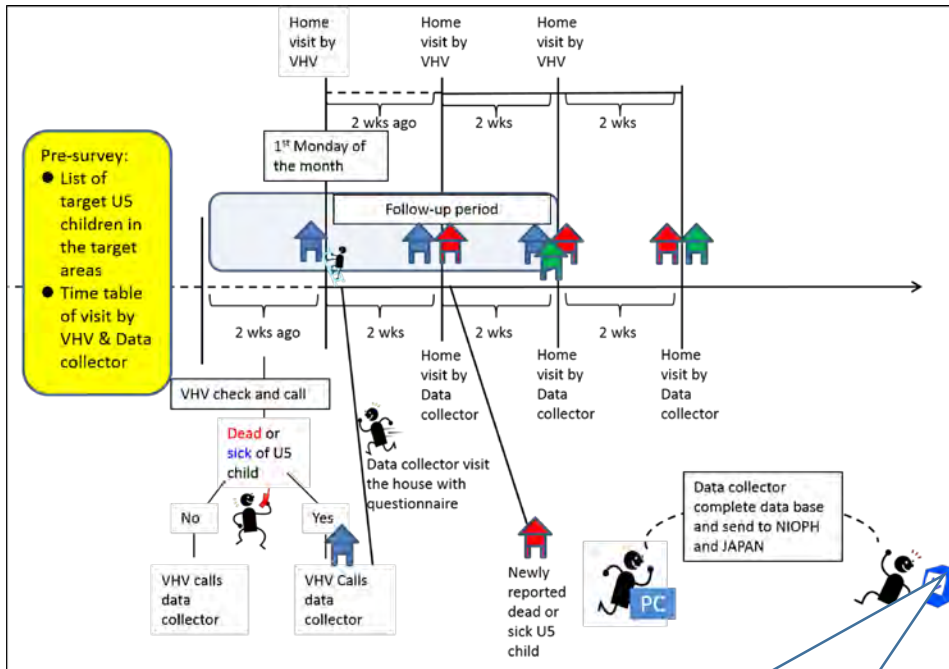 Home
visit by
VHV
Home
visit by
VHV
Home
visit by
VHV
2 wks ago
2 wks
2 wks
1st Monday of
the month
Pre-survey:
● List of
target U5
children in
the target
areas
● Time table
of visit by
VHV & Data
collector
Follow-up period
2 wks ago
2 wks
2 wks
2 wks
Home
visit by
Data
collector
Home
visit by
Data
collector
Home
visit by
Data
collector
VHV check and call
Dead or
sick of U5
child
No
Yes
VHV calls
data
collector
VHV Calls
data
collector
Data collector visit
the house with
questionnaire
Newly
reported
dead or
sick U5
child
PC
Data collector
complete data base
and send to NIOPH
and JAPAN